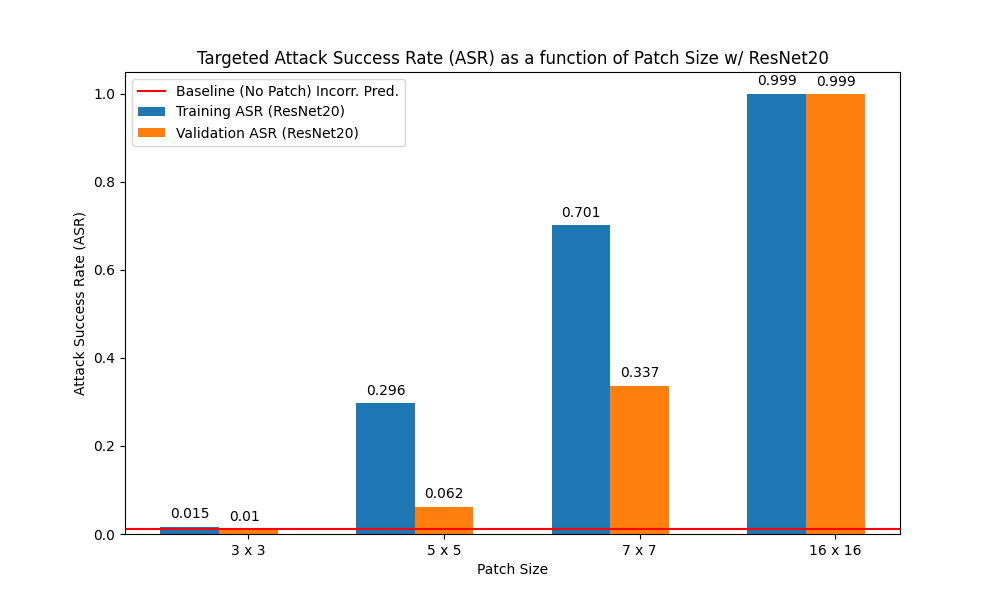 Targeted Attack Success Rate (ASR) as a function of Patch Size w/ ResNet20
Baseline (No Patch) Incorr. Pred.
Training ASR (ResNet20)
Validation ASR (ResNet20)
Attack Success Rate (ASR)
1.0
0.8
0.6
0.4
0.2
0.0
0.015
0.01
0.296
0.062
0.701
0.337
0.999
0.999
3 x 3
5 x 5
7 x 7
16 x 16
Patch Size